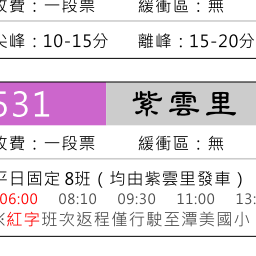 收費：一段票　　緩衝區：無
尖峰：10-15分　　離峰：15-20分
531　紫雲里
收費：一段票　　緩衝區：無
平日固定 8班（均由紫雲里發車）
06:00　08:10　09:30　11:00　13:
※紅字班次返程僅行駛至潭美國小